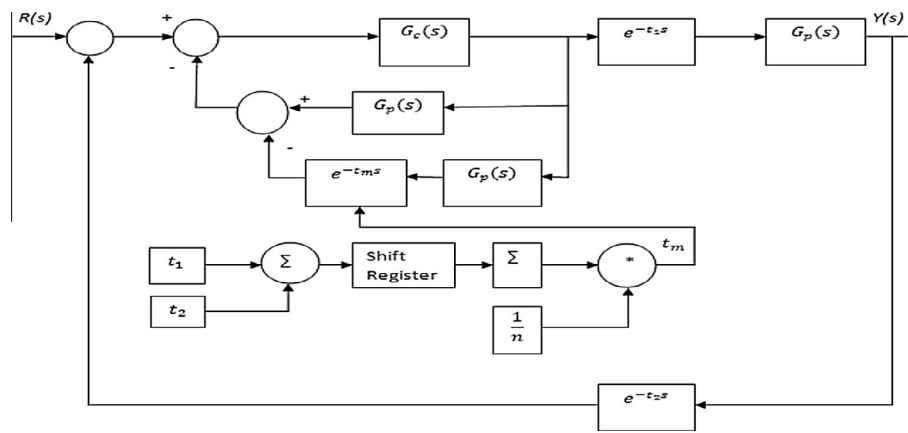 R(s)
+
G_c(s)
e^{-t_1 s}
G_p(s)
Y(s)
-
+
G_p(s)
-
e^{-t_m s}
G_p(s)
t_m
t_1
Σ
Shift
Register
Σ
*
t_2
1/n
e^{-t_2 s}